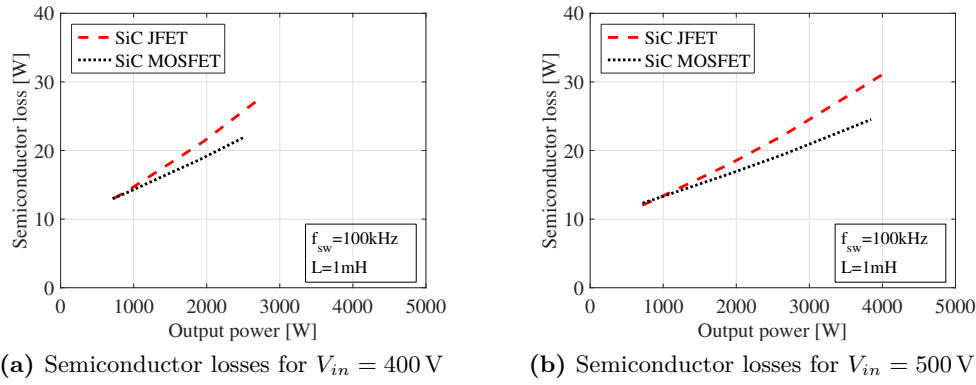 SiC JFET
SiC MOSFET
Semiconductor loss [W]
40
30
20
10
0
f_sw=100kHz
L=1mH
0 1000 2000 3000 4000 5000
Output power [W]
(a) Semiconductor losses for V_in = 400 V
SiC JFET
SiC MOSFET
Semiconductor loss [W]
40
30
20
10
0
f_sw=100kHz
L=1mH
0 1000 2000 3000 4000 5000
Output power [W]
(b) Semiconductor losses for V_in = 500 V